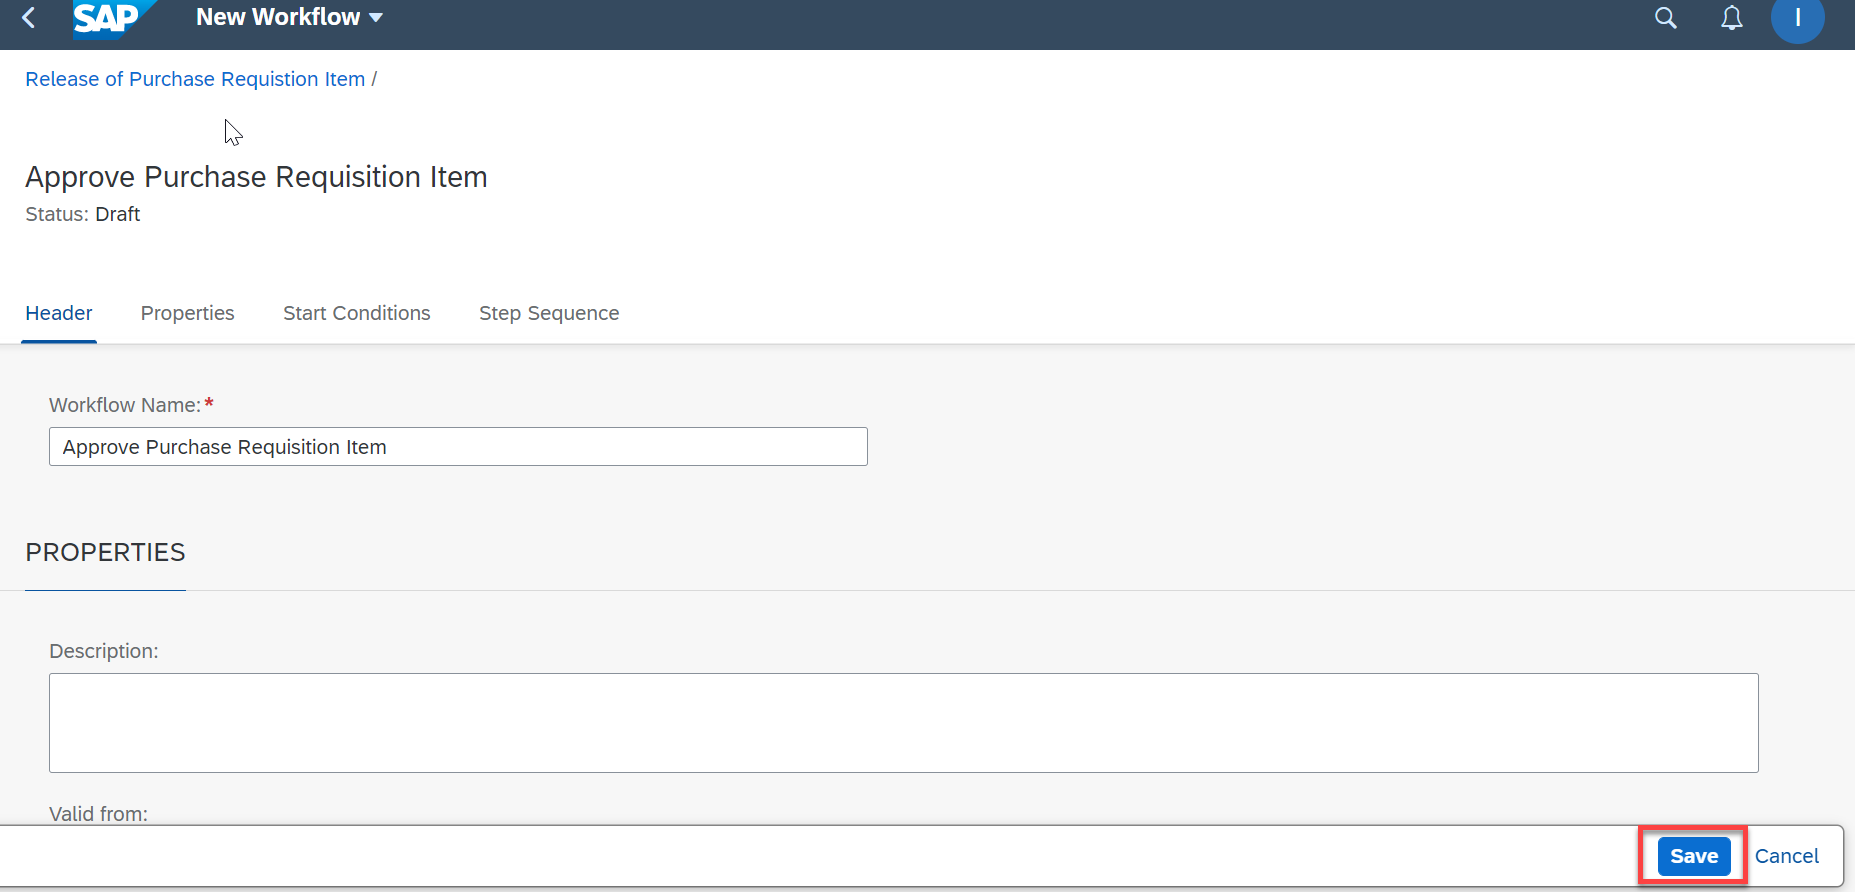 SAP New Workflow I
Release of Purchase Requistion Item /
Approve Purchase Requisition Item
Status: Draft
Header Properties Start Conditions Step Sequence
Workflow Name:*
Approve Purchase Requisition Item
PROPERTIES
Description:
Valid from:
Save Cancel